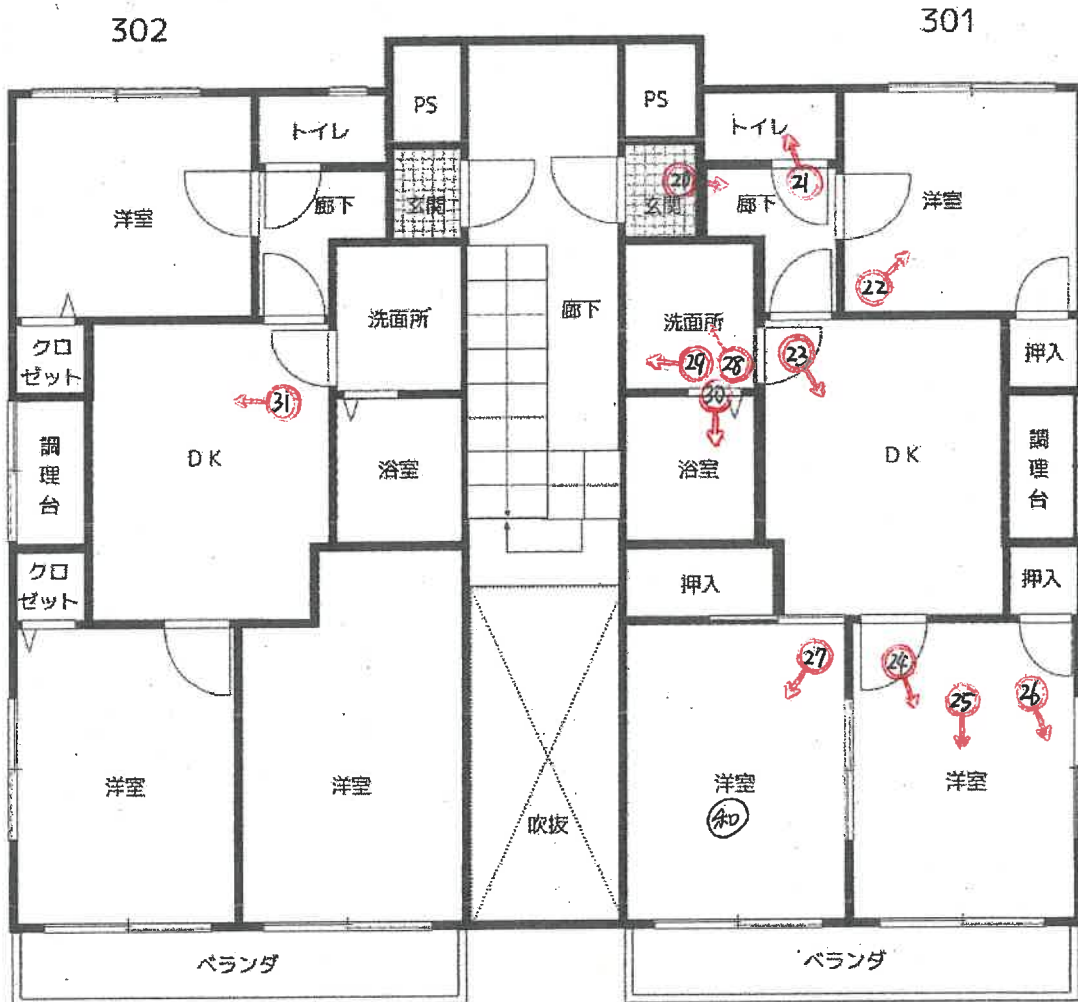 302
301
PS
PS
トイレ
トイレ
21
20
玄関
玄関
廊下
廊下
洋室
洋室
22
洗面所
廊下
洗面所
クロ
ゼット
29
28
23
押入
31
30
調
理
台
DK
浴室
浴室
DK
調
理
台
クロ
ゼット
押入
押入
27
24
25
26
洋室
洋室
洋室
和
洋室
吹抜
ベランダ
ベランダ